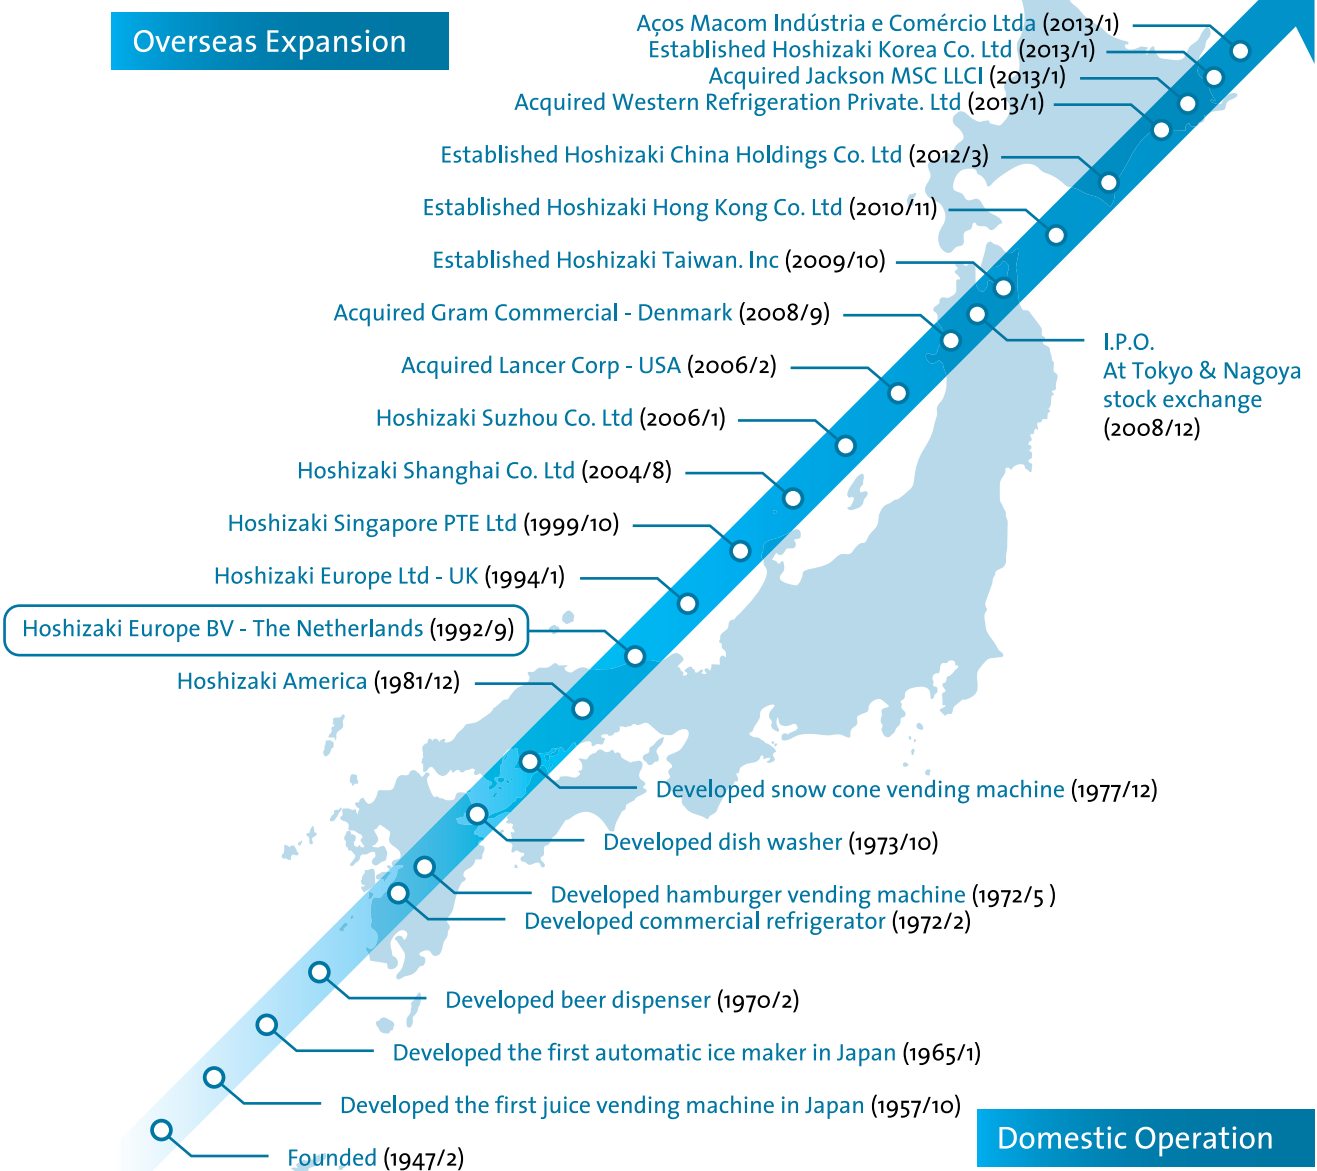 Overseas Expansion
Aços Macom Indústria e Comércio Ltda (2013/1)
Established Hoshizaki Korea Co. Ltd (2013/1)
Acquired Jackson MSC LLCI (2013/1)
Acquired Western Refrigeration Private. Ltd (2013/1)
Established Hoshizaki China Holdings Co. Ltd (2012/3)
Established Hoshizaki Hong Kong Co. Ltd (2010/11)
Established Hoshizaki Taiwan. Inc (2009/10)
Acquired Gram Commercial - Denmark (2008/9)
I.P.O.
At Tokyo & Nagoya
stock exchange
(2008/12)
Acquired Lancer Corp - USA (2006/2)
Hoshizaki Suzhou Co. Ltd (2006/1)
Hoshizaki Shanghai Co. Ltd (2004/8)
Hoshizaki Singapore PTE Ltd (1999/10)
Hoshizaki Europe Ltd - UK (1994/1)
Hoshizaki Europe BV - The Netherlands (1992/9)
Hoshizaki America (1981/12)
Developed snow cone vending machine (1977/12)
Developed dish washer (1973/10)
Developed hamburger vending machine (1972/5 )
Developed commercial refrigerator (1972/2)
Developed beer dispenser (1970/2)
Developed the first automatic ice maker in Japan (1965/1)
Developed the first juice vending machine in Japan (1957/10)
Founded (1947/2)
Domestic Operation